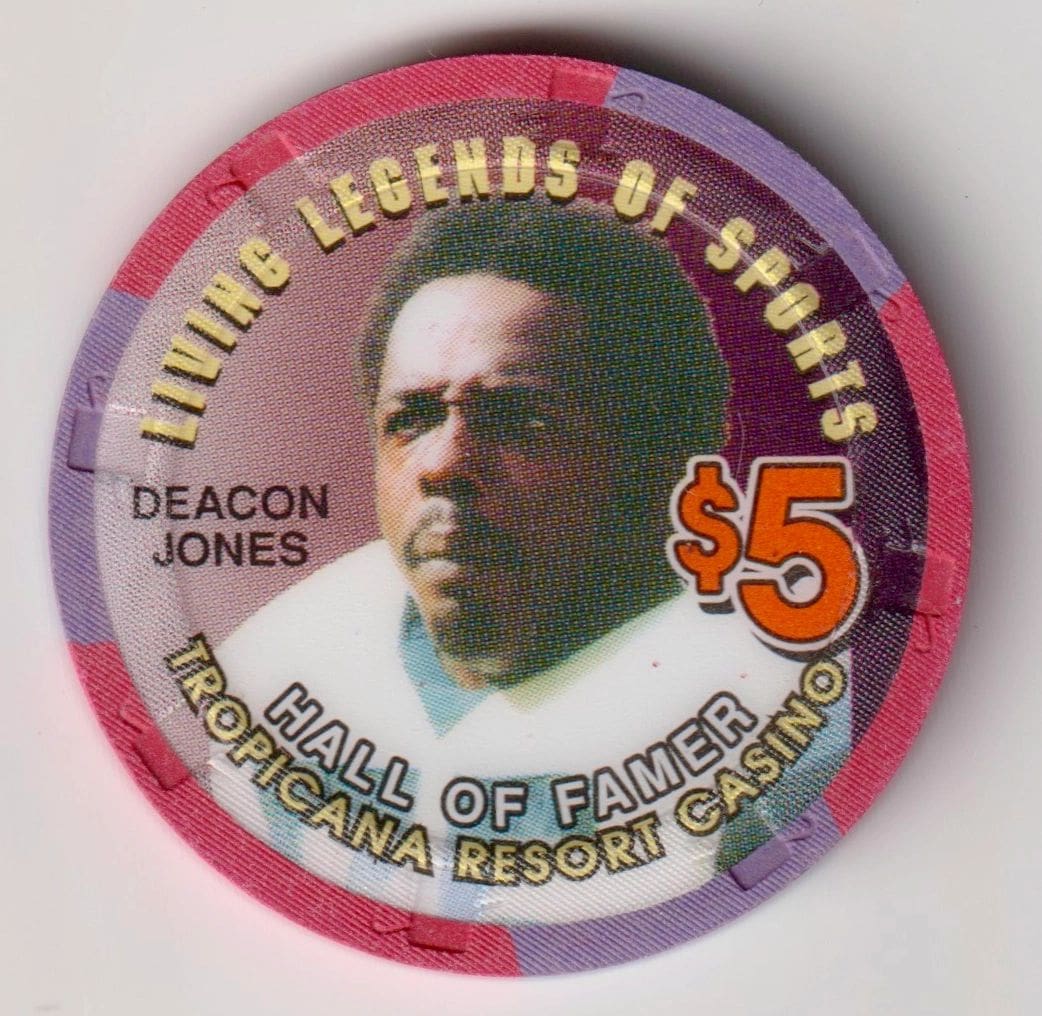 LIVING LEGENDS OF SPORTS
DEACON
JONES
$5
HALL OF FAMER
TROPICANA RESORT CASINO